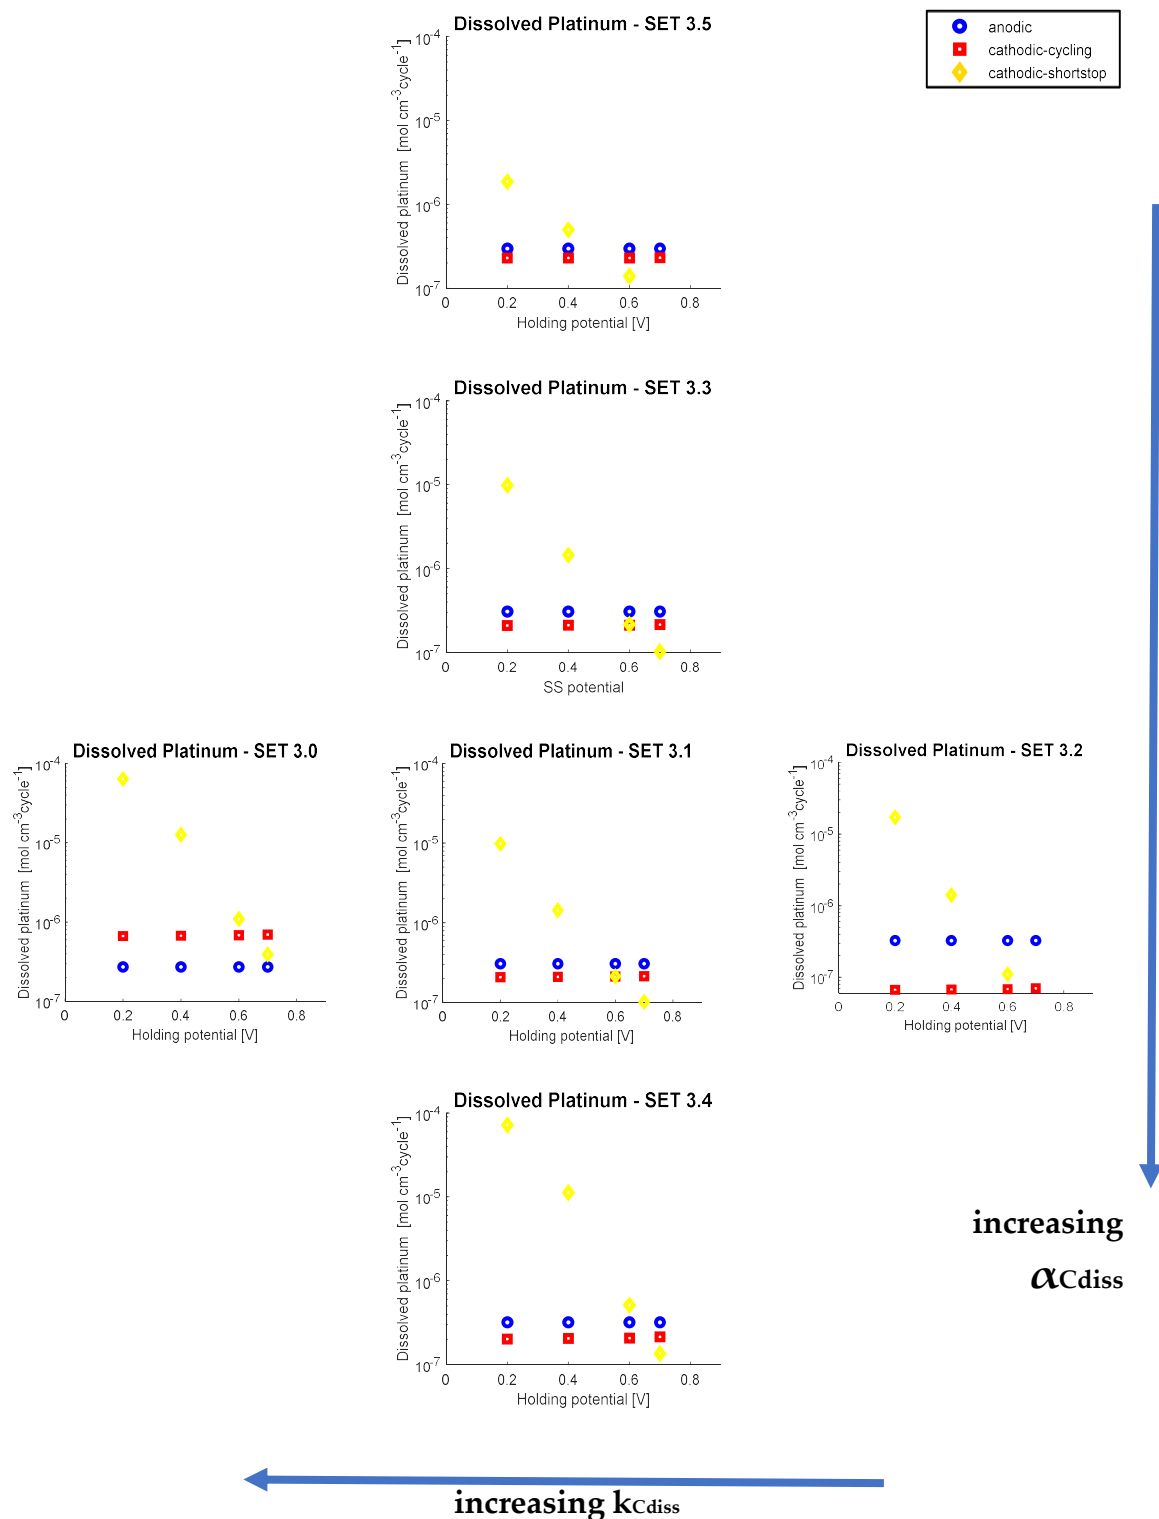 Dissolved Platinum - SET 3.5
anodic
cathodic-cycling
cathodic-shortstop
Dissolved platinum [mol cm-3cycle-1]
10-4
10-5
10-6
10-7
0 0.2 0.4 0.6 0.8
Holding potential [V]
Dissolved Platinum - SET 3.3
Dissolved platinum [mol cm-3cycle-1]
10-4
10-5
10-6
10-7
0 0.2 0.4 0.6 0.8
SS potential
Dissolved Platinum - SET 3.0
Dissolved platinum [mol cm-3cycle-1]
10-4
10-5
10-6
10-7
0 0.2 0.4 0.6 0.8
Holding potential [V]
Dissolved Platinum - SET 3.1
Dissolved platinum [mol cm-3cycle-1]
10-4
10-5
10-6
10-7
0 0.2 0.4 0.6 0.8
Holding potential [V]
Dissolved Platinum - SET 3.2
Dissolved platinum [mol cm-3cycle-1]
10-4
10-5
10-6
10-7
0 0.2 0.4 0.6 0.8
Holding potential [V]
Dissolved Platinum - SET 3.4
Dissolved platinum [mol cm-3cycle-1]
10-4
10-5
10-6
10-7
0 0.2 0.4 0.6 0.8
Holding potential [V]
increasing
αCdiss
increasing kCdiss